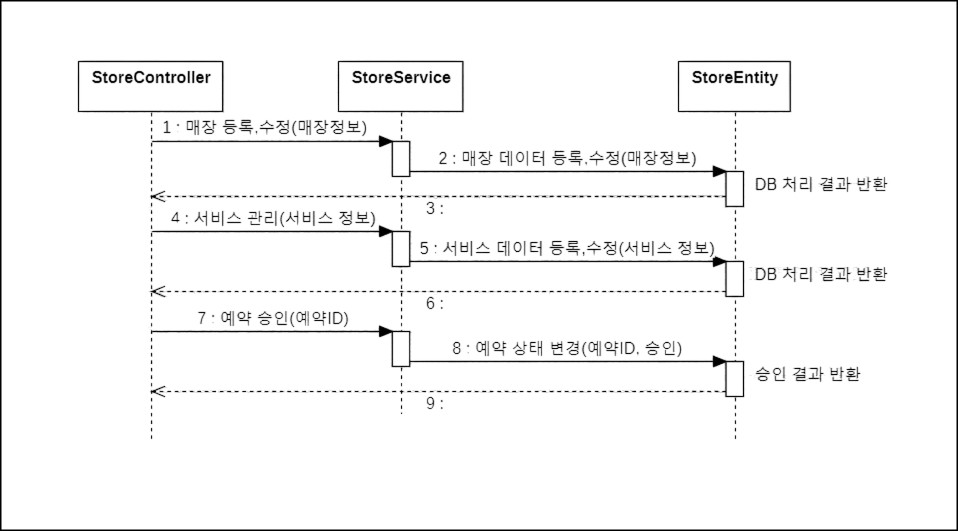 StoreController
StoreService
StoreEntity
1 : 매장 등록,수정(매장정보)
2 : 매장 데이터 등록,수정(매장정보)
DB 처리 결과 반환
3 :
4 : 서비스 관리(서비스 정보)
5 : 서비스 데이터 등록,수정(서비스 정보)
DB 처리 결과 반환
6 :
7 : 예약 승인(예약ID)
8 : 예약 상태 변경(예약ID, 승인)
승인 결과 반환
9 :